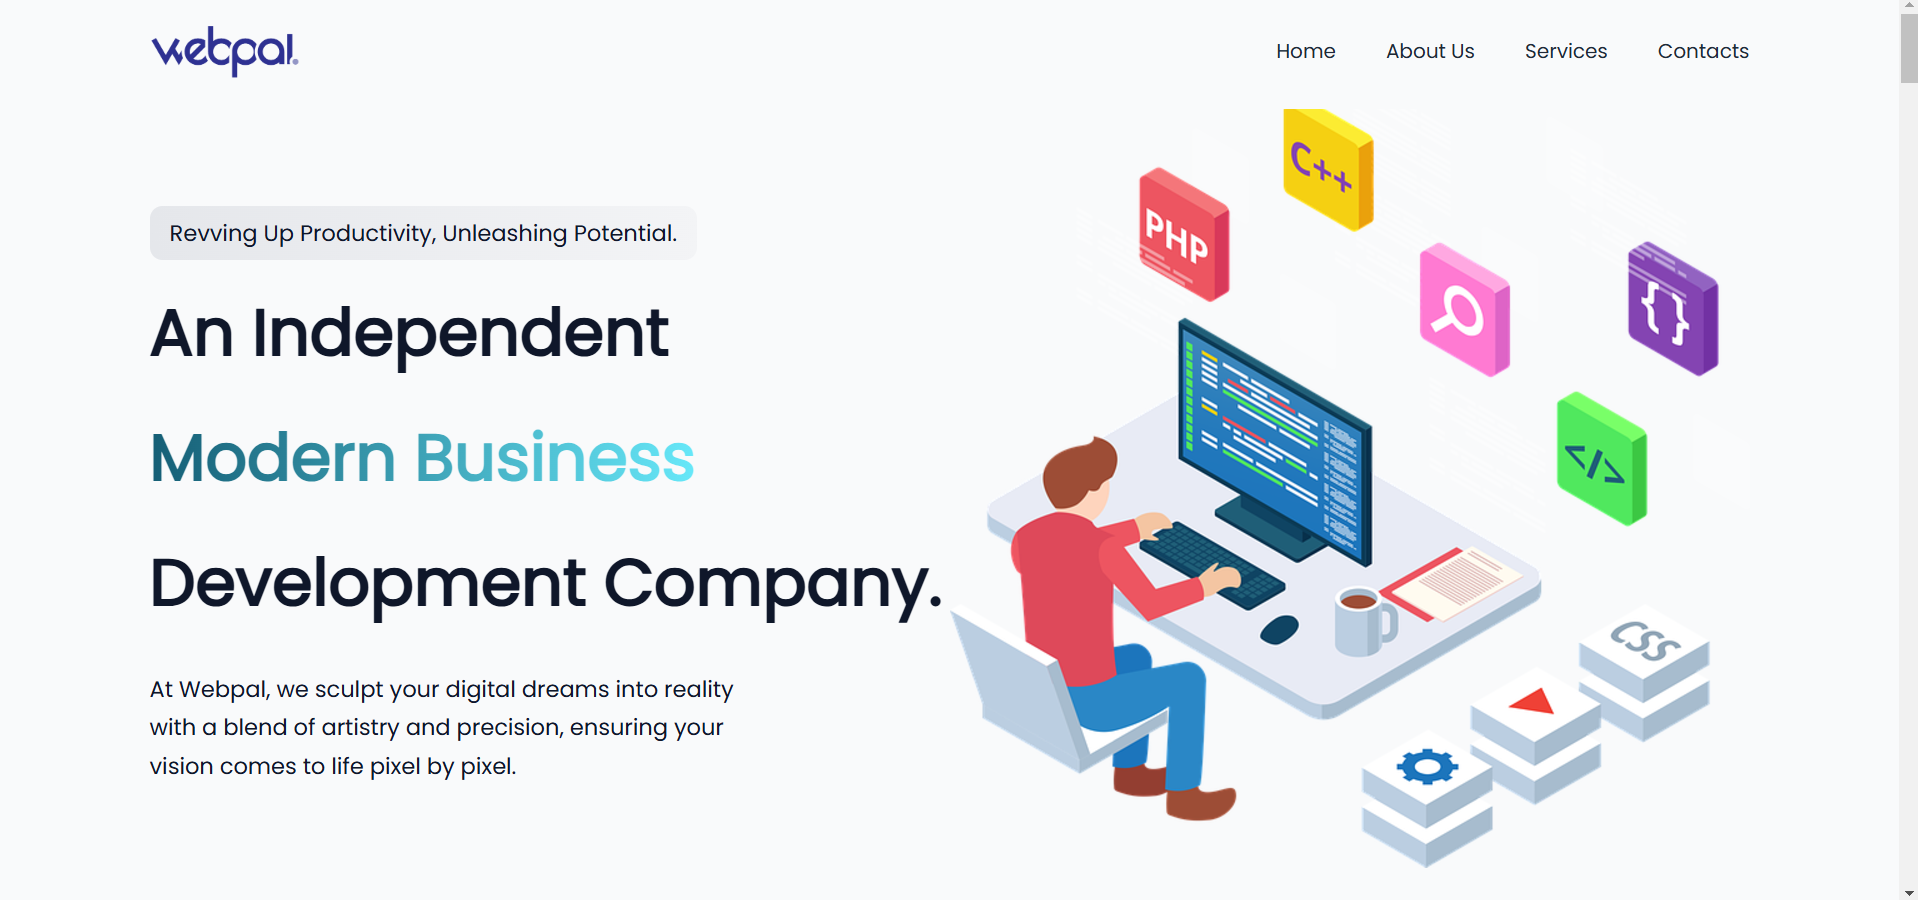 webpal.
Home About Us Services Contacts
Revving Up Productivity, Unleashing Potential.
An Independent
Modern Business
Development Company.
At Webpal, we sculpt your digital dreams into reality
with a blend of artistry and precision, ensuring your
vision comes to life pixel by pixel.
C++
PHP
{}
</>
CSS